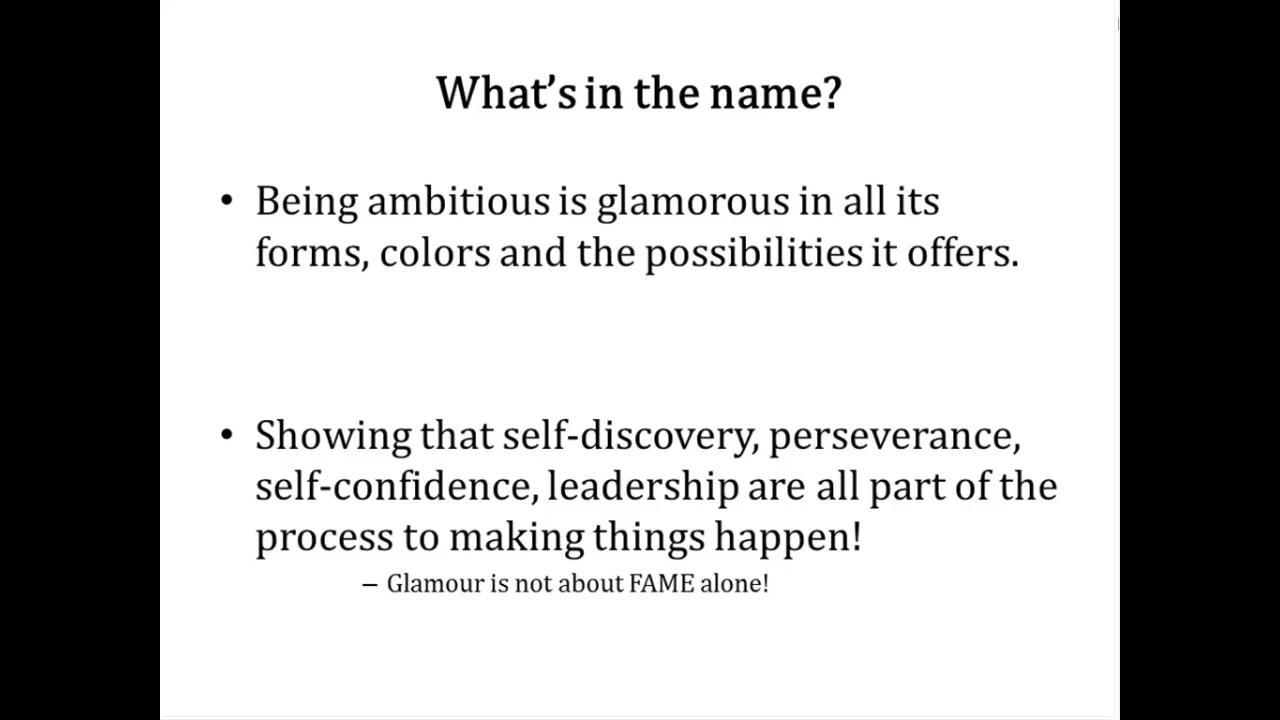 What’s in the name?
• Being ambitious is glamorous in all its
forms, colors and the possibilities it offers.
• Showing that self-discovery, perseverance,
self-confidence, leadership are all part of the
process to making things happen!
– Glamour is not about FAME alone!